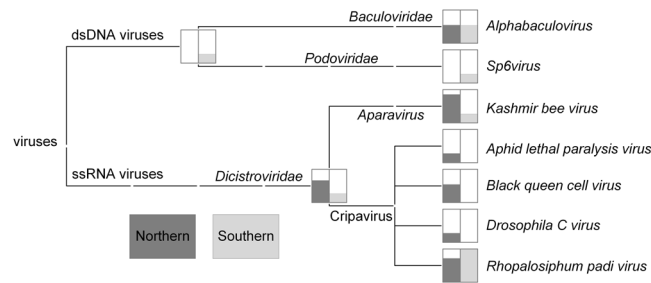 Baculoviridae
Alphabaculovirus
dsDNA viruses
Podoviridae
Sp6virus
Aparavirus
Kashmir bee virus
viruses
Aphid lethal paralysis virus
ssRNA viruses
Dicistroviridae
Black queen cell virus
Cripavirus
Drosophila C virus
Northern
Southern
Rhopalosiphum padi virus